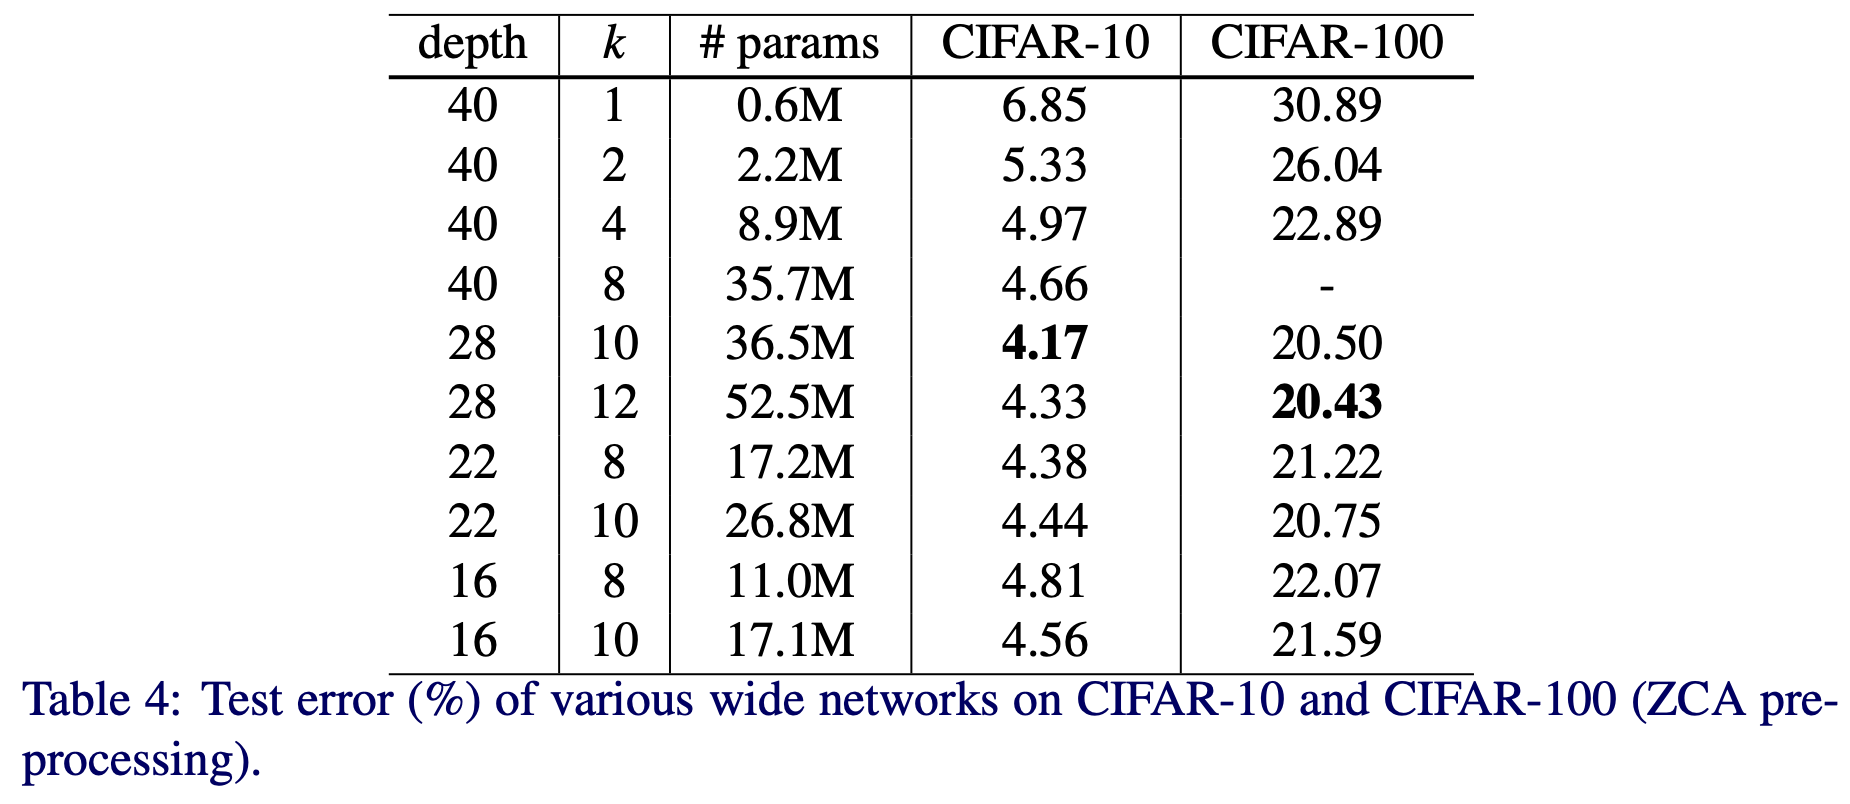 depth k # params CIFAR-10 CIFAR-100
40 1 0.6M 6.85 30.89
40 2 2.2M 5.33 26.04
40 4 8.9M 4.97 22.89
40 8 35.7M 4.66 -
28 10 36.5M 4.17 20.50
28 12 52.5M 4.33 20.43
22 8 17.2M 4.38 21.22
22 10 26.8M 4.44 20.75
16 8 11.0M 4.81 22.07
16 10 17.1M 4.56 21.59
Table 4: Test error (%) of various wide networks on CIFAR-10 and CIFAR-100 (ZCA pre-
processing).